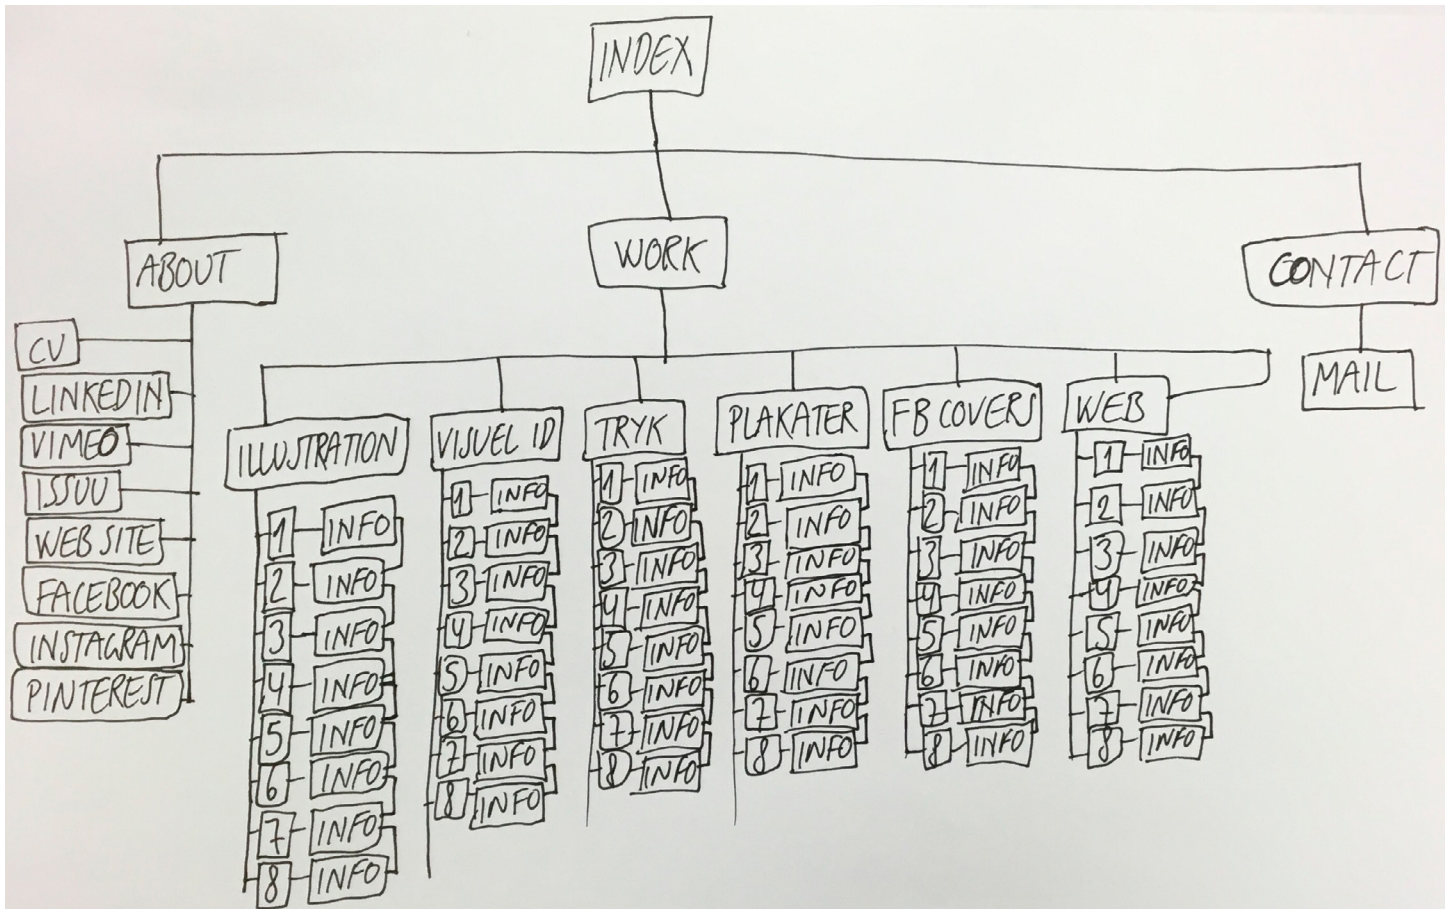 INDEX
ABOUT
WORK
CONTACT
CV
LINKEDIN
VIMEO
ISSUU
WEB SITE
FACEBOOK
INSTAGRAM
PINTEREST
ILLUSTRATION
1 INFO
2 INFO
3 INFO
4 INFO
5 INFO
6 INFO
7 INFO
8 INFO
VISUEL ID
1 INFO
2 INFO
3 INFO
4 INFO
5 INFO
6 INFO
7 INFO
8 INFO
TRYK
1 INFO
2 INFO
3 INFO
4 INFO
5 INFO
6 INFO
7 INFO
8 INFO
PLAKATER
1 INFO
2 INFO
3 INFO
4 INFO
5 INFO
6 INFO
7 INFO
8 INFO
FB COVERS
1 INFO
2 INFO
3 INFO
4 INFO
5 INFO
6 INFO
7 INFO
8 INFO
WEB
1 INFO
2 INFO
3 INFO
4 INFO
5 INFO
6 INFO
7 INFO
8 INFO
MAIL